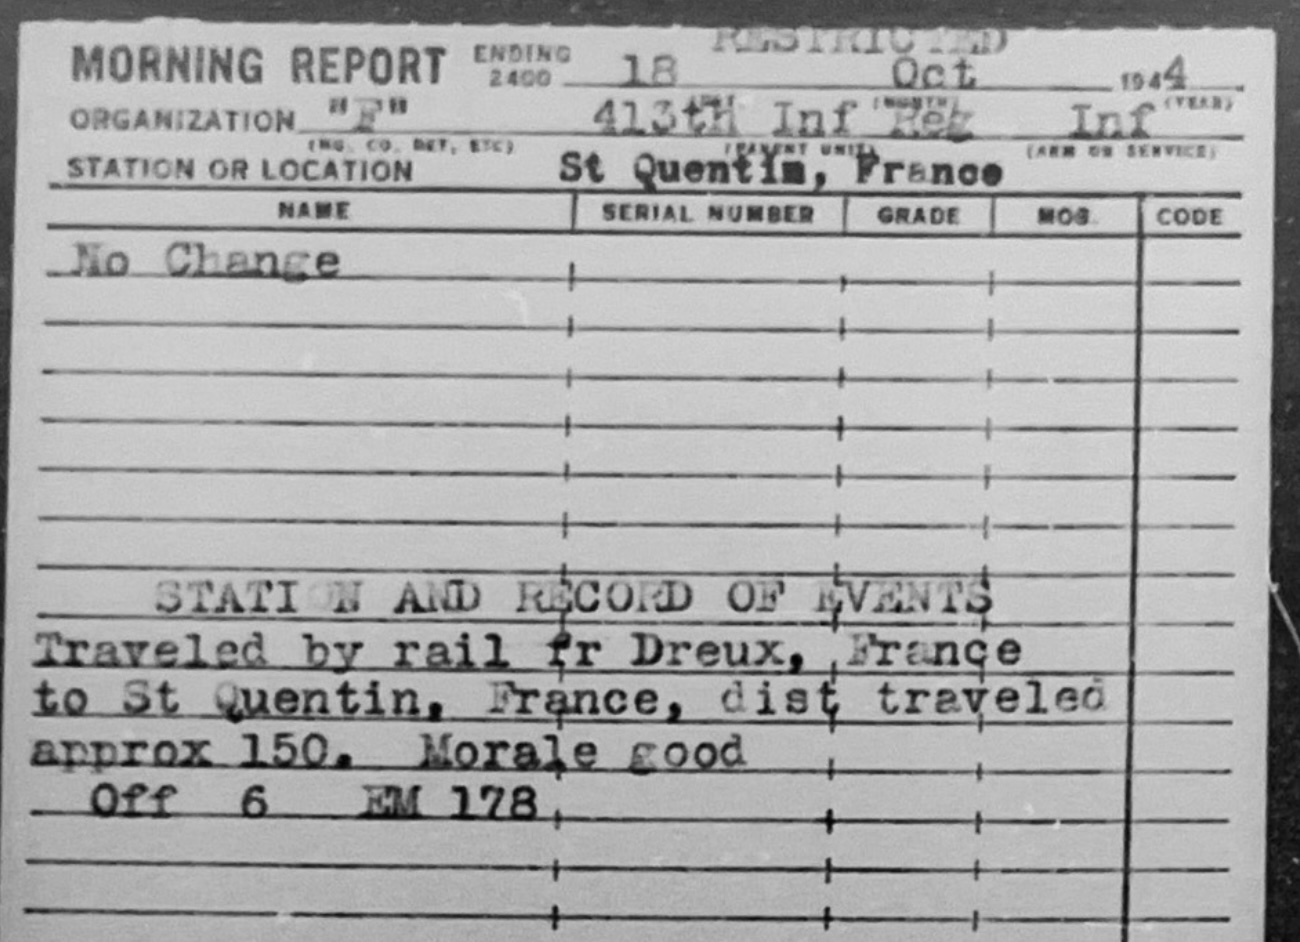 RESTRICTED
MORNING REPORT ENDING 2400 18 Oct 1944
ORGANIZATION "F" 413th Inf Reg Inf
(NO. CO. DET, ETC) (PARENT UNIT) (MONTH) (ARM OR SERVICE) (YEAR)
STATION OR LOCATION St Quentin, France
NAME SERIAL NUMBER GRADE MOS. CODE
No Change
STATI N AND RECORD OF EVENTS
Traveled by rail fr Dreux, France
to St Quentin, France, dist traveled
approx 150. Morale good
Off 6 EM 178